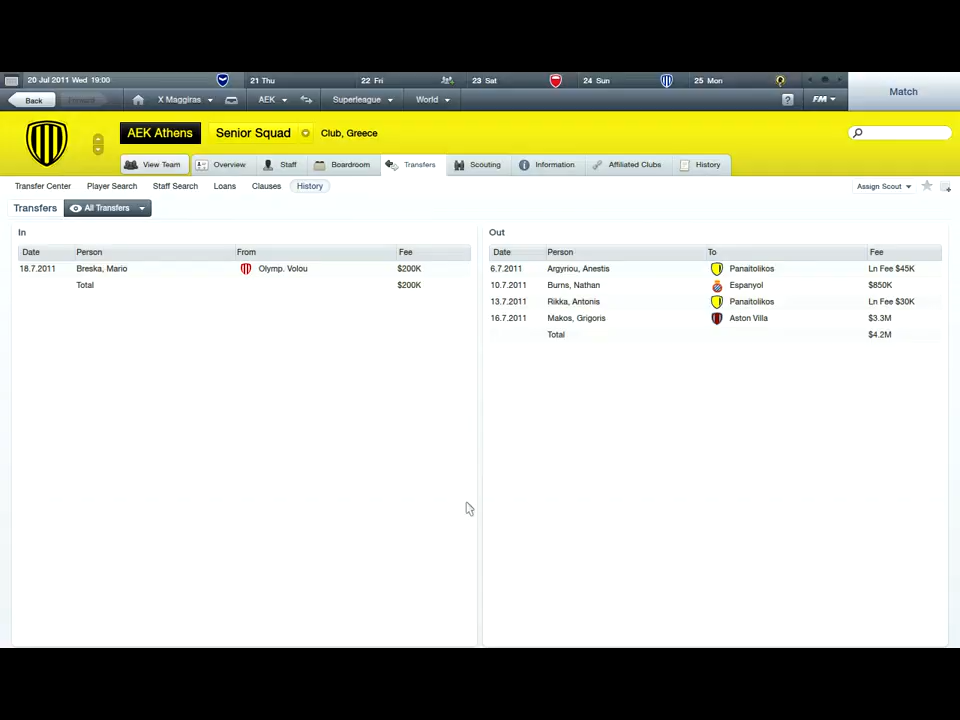 20 Jul 2011 Wed 19:00 21 Thu 22 Fri 23 Sat 24 Sun 25 Mon
Back Forward X Maggiras AEK Superleague World ? FM Match
AEK Athens Senior Squad Club, Greece
View Team Overview Staff Boardroom Transfers Scouting Information Affiliated Clubs History
Transfer Center Player Search Staff Search Loans Clauses History Assign Scout
Transfers All Transfers
In
Date Person From Fee
18.7.2011 Breska, Mario Olymp. Volou $200K
Total $200K
Out
Date Person To Fee
6.7.2011 Argyriou, Anestis Panaitolikos Ln Fee $45K
10.7.2011 Burns, Nathan Espanyol $850K
13.7.2011 Rikka, Antonis Panaitolikos Ln Fee $30K
16.7.2011 Makos, Grigoris Aston Villa $3.3M
Total $4.2M